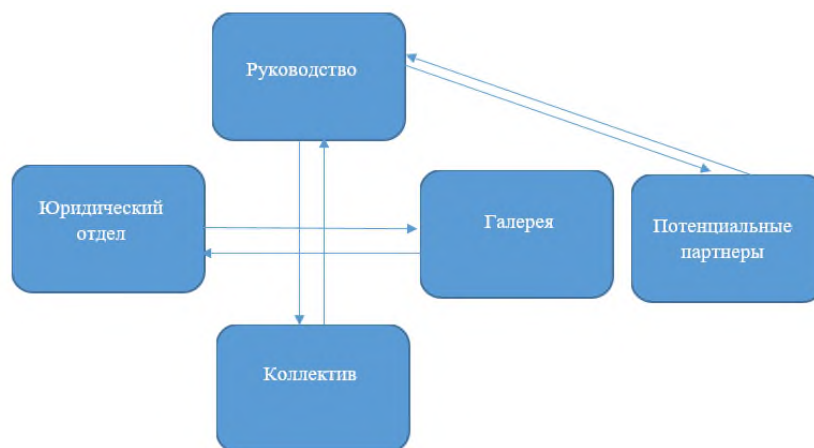 Руководство
Юридический
отдел
Галерея
Потенциальные
партнеры
Коллектив